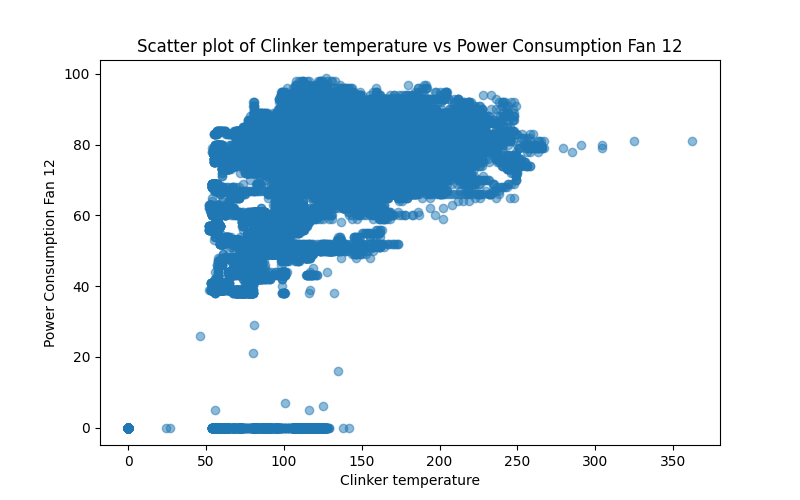 Scatter plot of Clinker temperature vs Power Consumption Fan 12
100
80
60
40
20
0
Power Consumption Fan 12
0 50 100 150 200 250 300 350
Clinker temperature